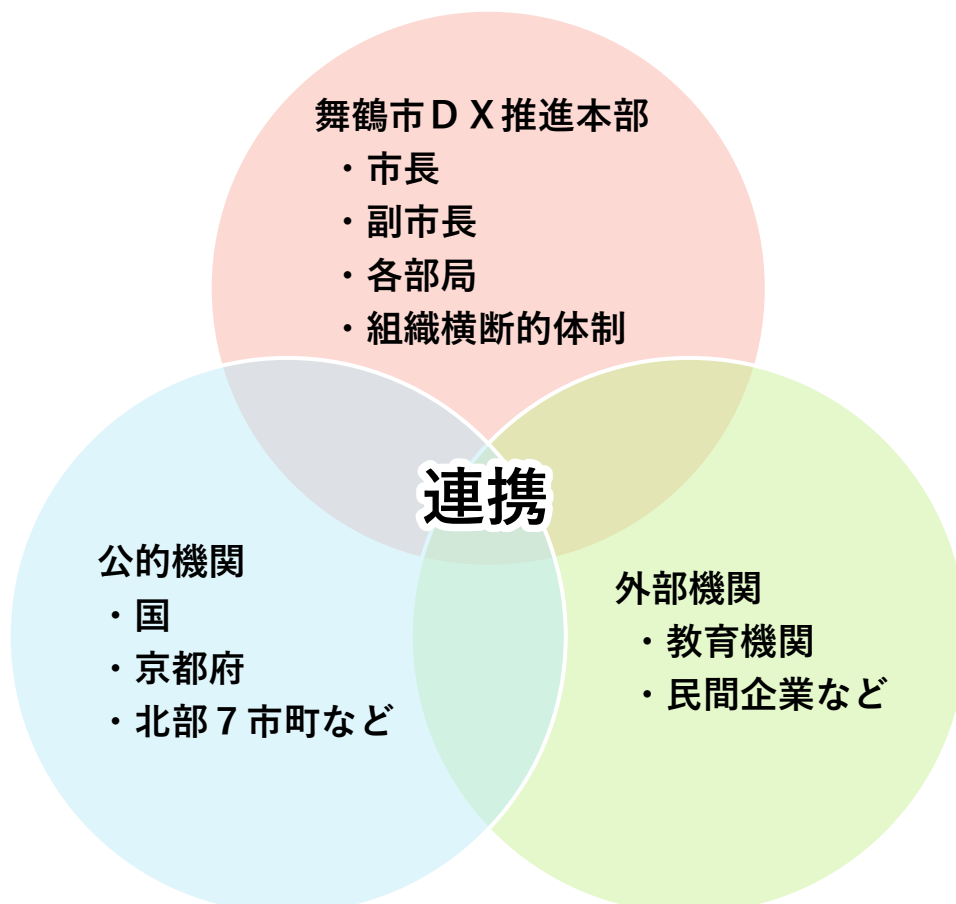 舞鶴市ＤＸ推進本部
・市長
・副市長
・各部局
・組織横断的体制
連携
公的機関
・国
・京都府
・北部７市町など
外部機関
・教育機関
・民間企業など